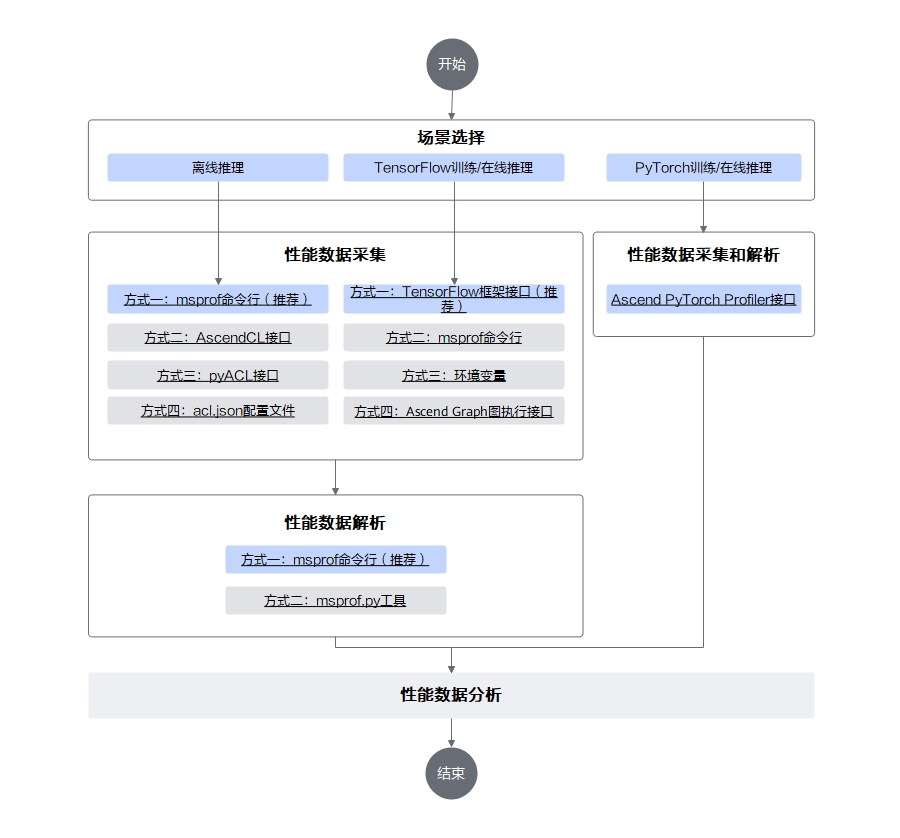 开始
场景选择
离线推理
TensorFlow训练/在线推理
PyTorch训练/在线推理
性能数据采集
方式一：msprof命令行（推荐）
方式二：AscendCL接口
方式三：pyACL接口
方式四：acl.json配置文件
方式一：TensorFlow框架接口（推
荐）
方式二：msprof命令行
方式三：环境变量
方式四：Ascend Graph图执行接口
性能数据采集和解析
Ascend PyTorch Profiler接口
性能数据解析
方式一：msprof命令行（推荐）
方式二：msprof.py工具
性能数据分析
结束